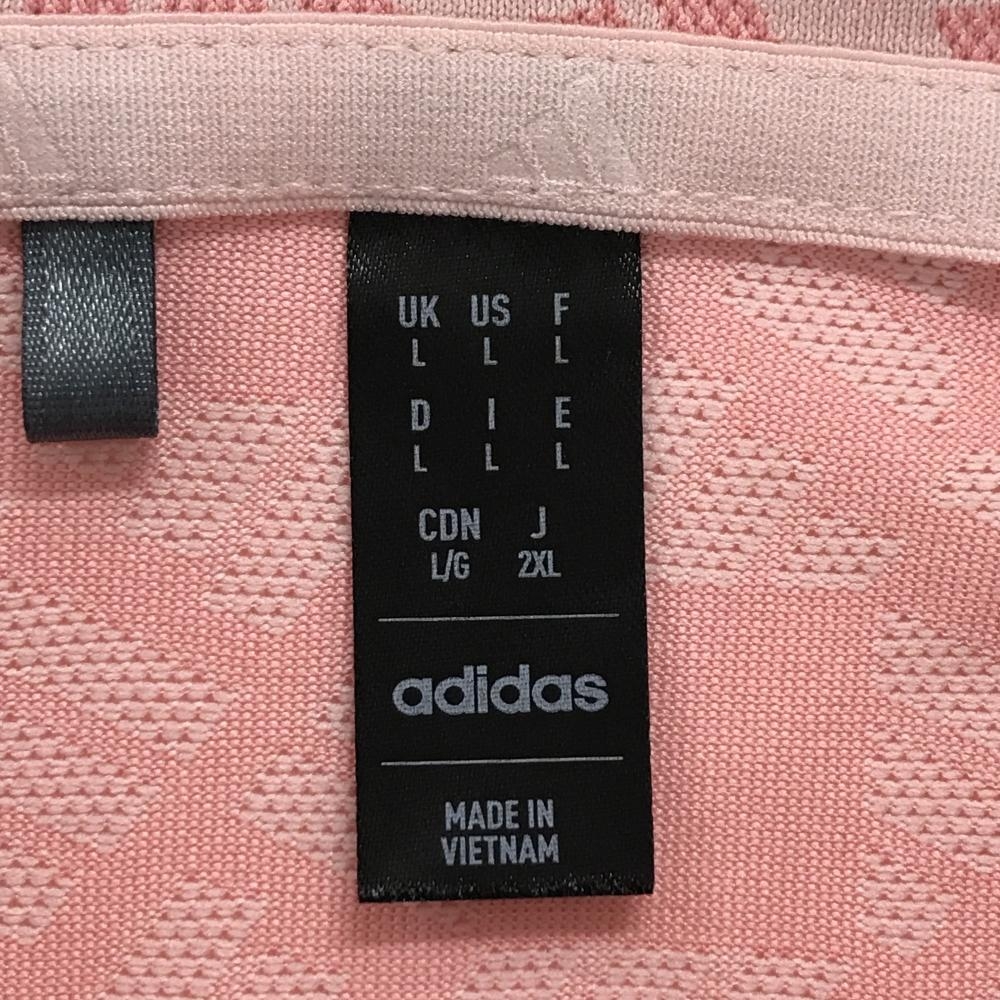 UK US F
L L L
D I E
L L L
CDN J
L/G 2XL
adidas
MADE IN
VIETNAM